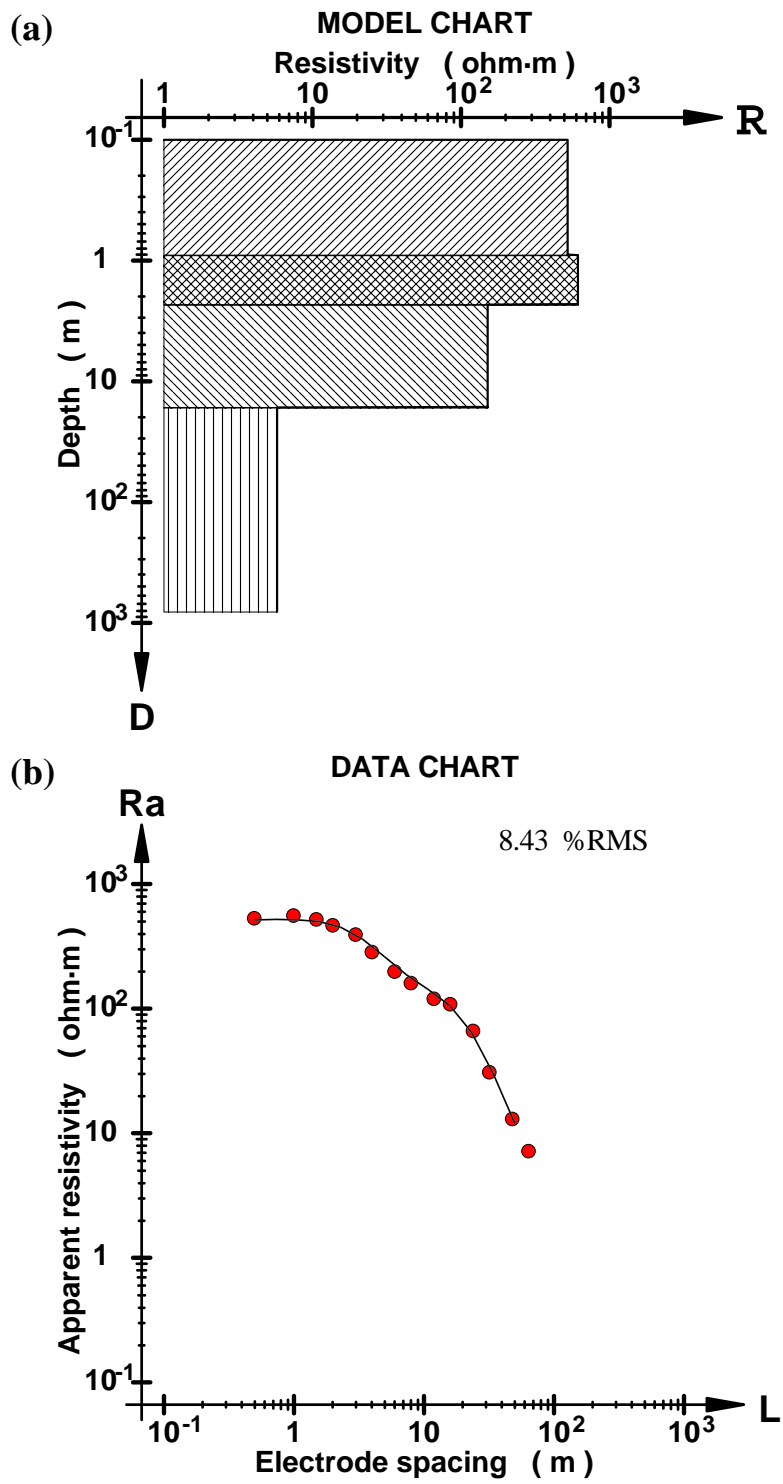 (a)
MODEL CHART
Resistivity ( ohm·m )
1 10 10² 10³
R
10⁻¹
1
10
10²
10³
Depth ( m )
D
(b)
DATA CHART
Ra
8.43 %RMS
10³
10²
10
1
10⁻¹
Apparent resistivity ( ohm·m )
10⁻¹ 1 10 10² 10³
L
Electrode spacing ( m )